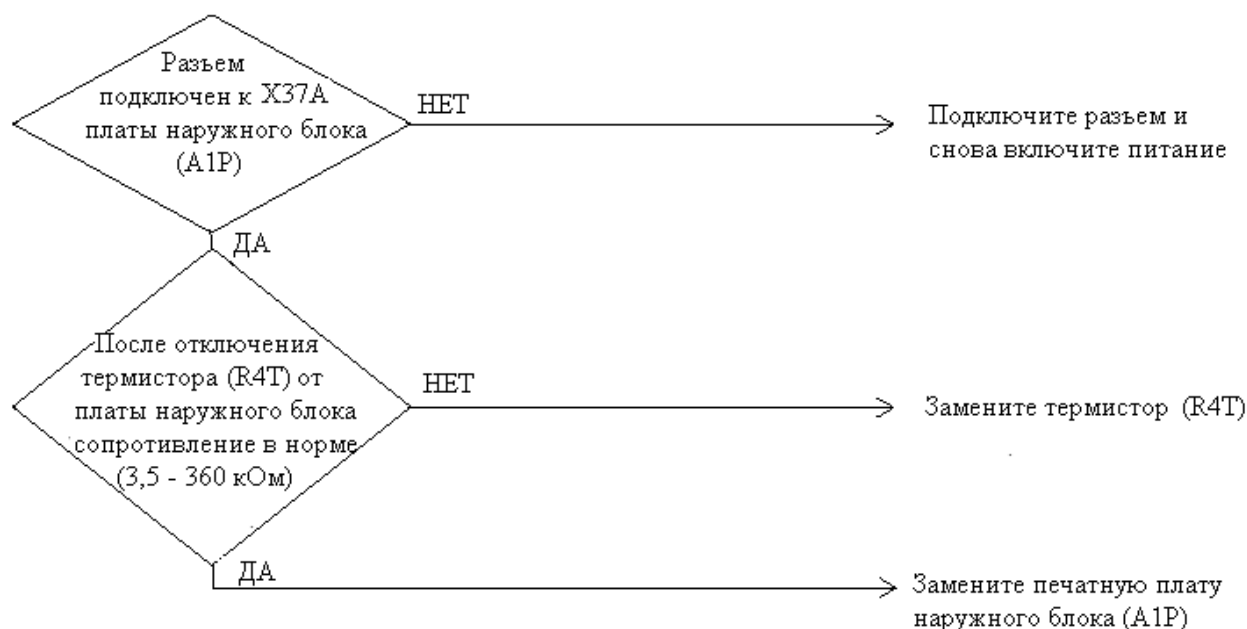 Разъем
подключен к X37A
платы наружного блока
(A1P)
НЕТ
Подключите разъем и
снова включите питание
ДА
После отключения
термистора (R4T) от
платы наружного блока
сопротивление в норме
(3,5 - 360 кОм)
НЕТ
Замените термистор (R4T)
ДА
Замените печатную плату
наружного блока (A1P)